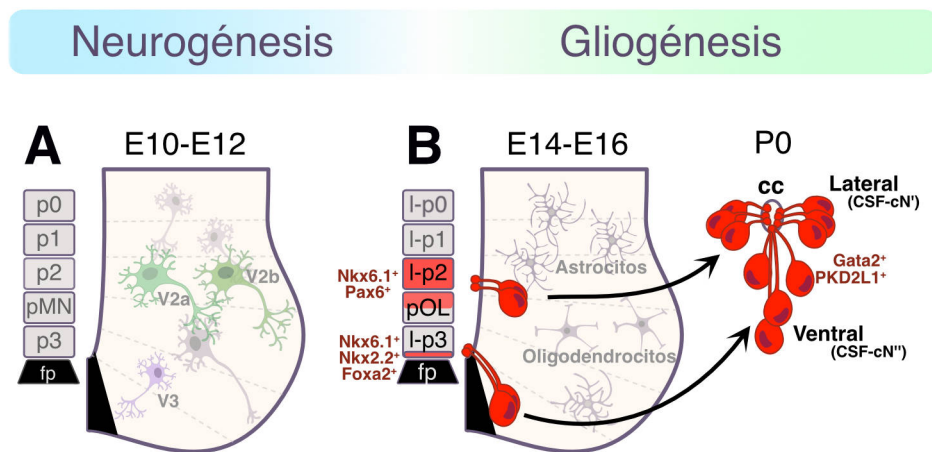 Neurogénesis
Gliogénesis
A
E10-E12
p0
p1
p2
pMN
p3
fp
V2a
V2b
V3
B
E14-E16
l-p0
l-p1
l-p2
pOL
l-p3
fp
Nkx6.1⁺
Pax6⁺
Nkx6.1⁺
Nkx2.2⁺
Foxa2⁺
Astrocitos
Oligodendrocitos
P0
cc
Lateral
(CSF-cN')
Gata2⁺
PKD2L1⁺
Ventral
(CSF-cN")